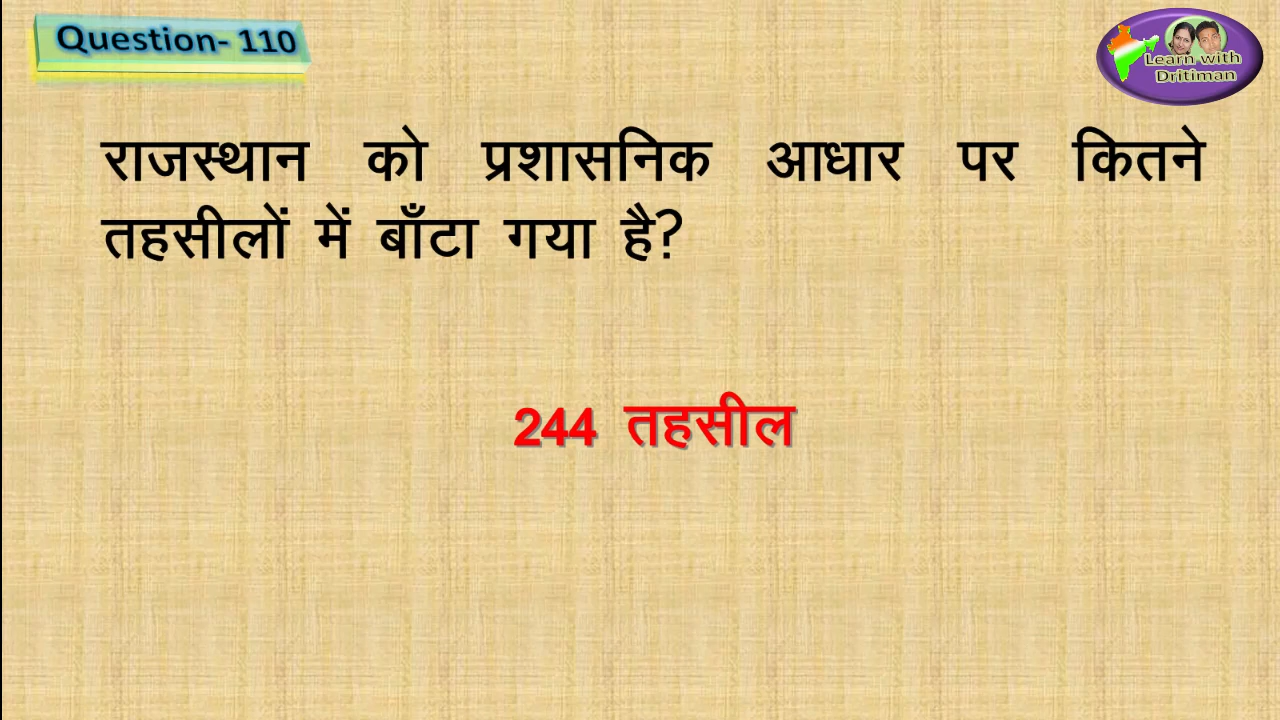 Question- 110
Learn with
Dritiman
राजस्थान को प्रशासनिक आधार पर कितने
तहसीलों में बाँटा गया है?
244 तहसील